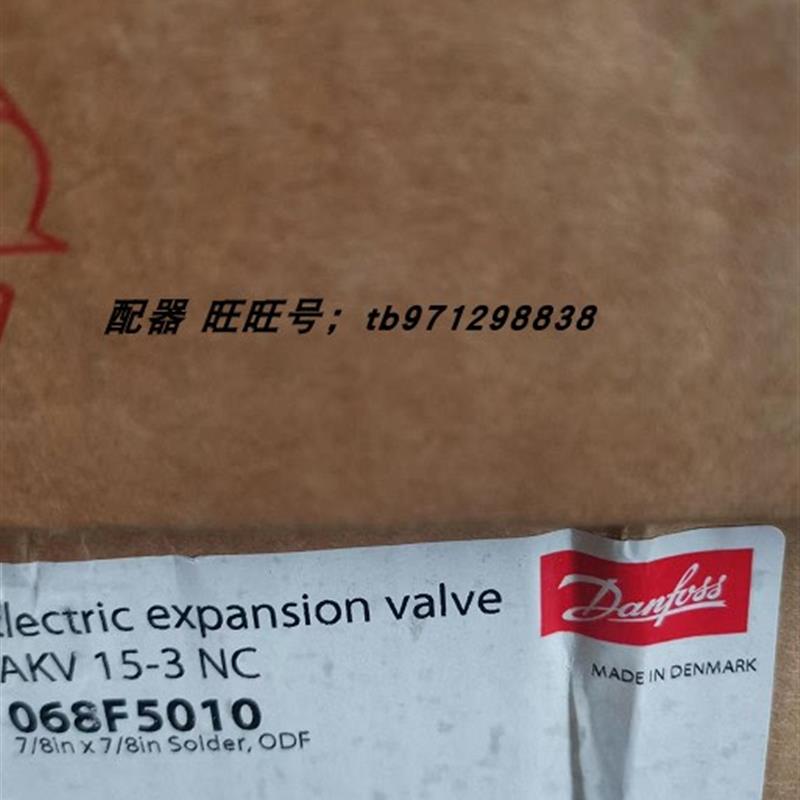 配器 旺旺号；tb971298838
Electric expansion valve
Danfoss
AKV 15-3 NC
MADE IN DENMARK
068F5010
7/8in x 7/8in Solder, ODF